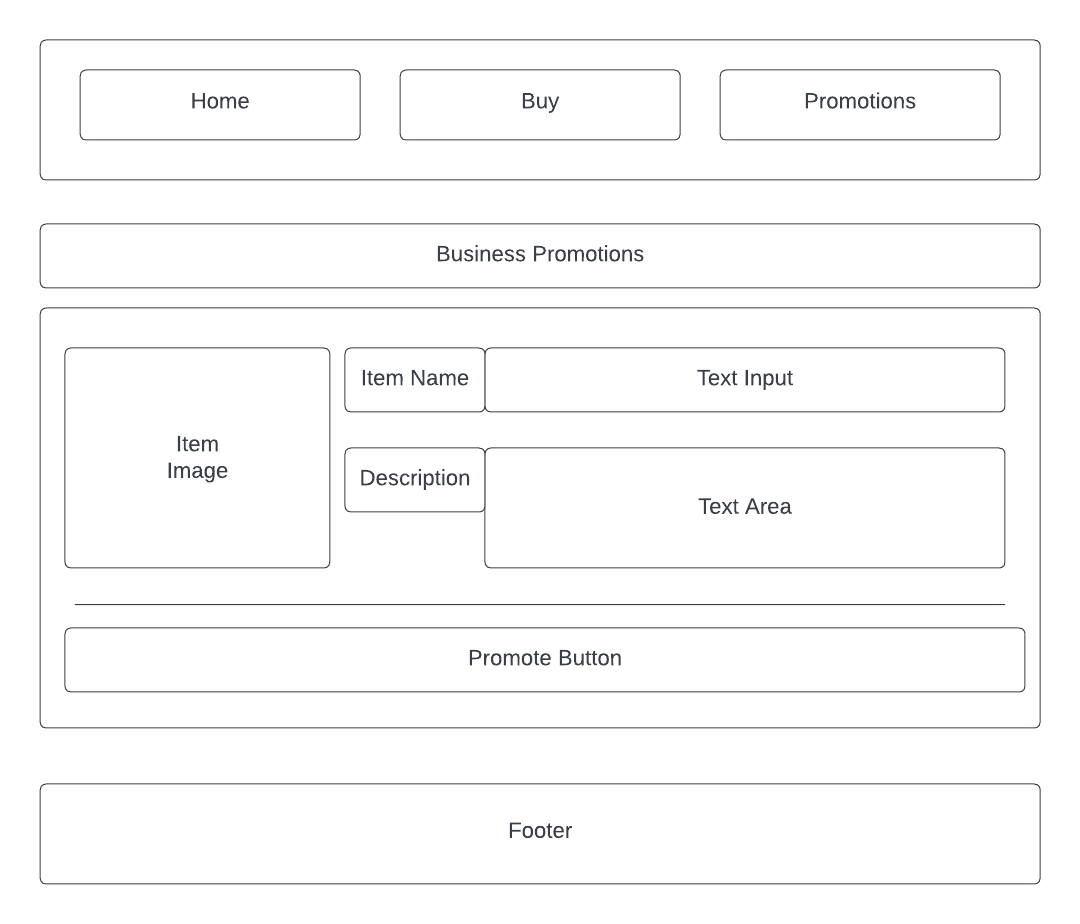 Home
Buy
Promotions
Business Promotions
Item
Image
Item Name
Text Input
Description
Text Area
Promote Button
Footer